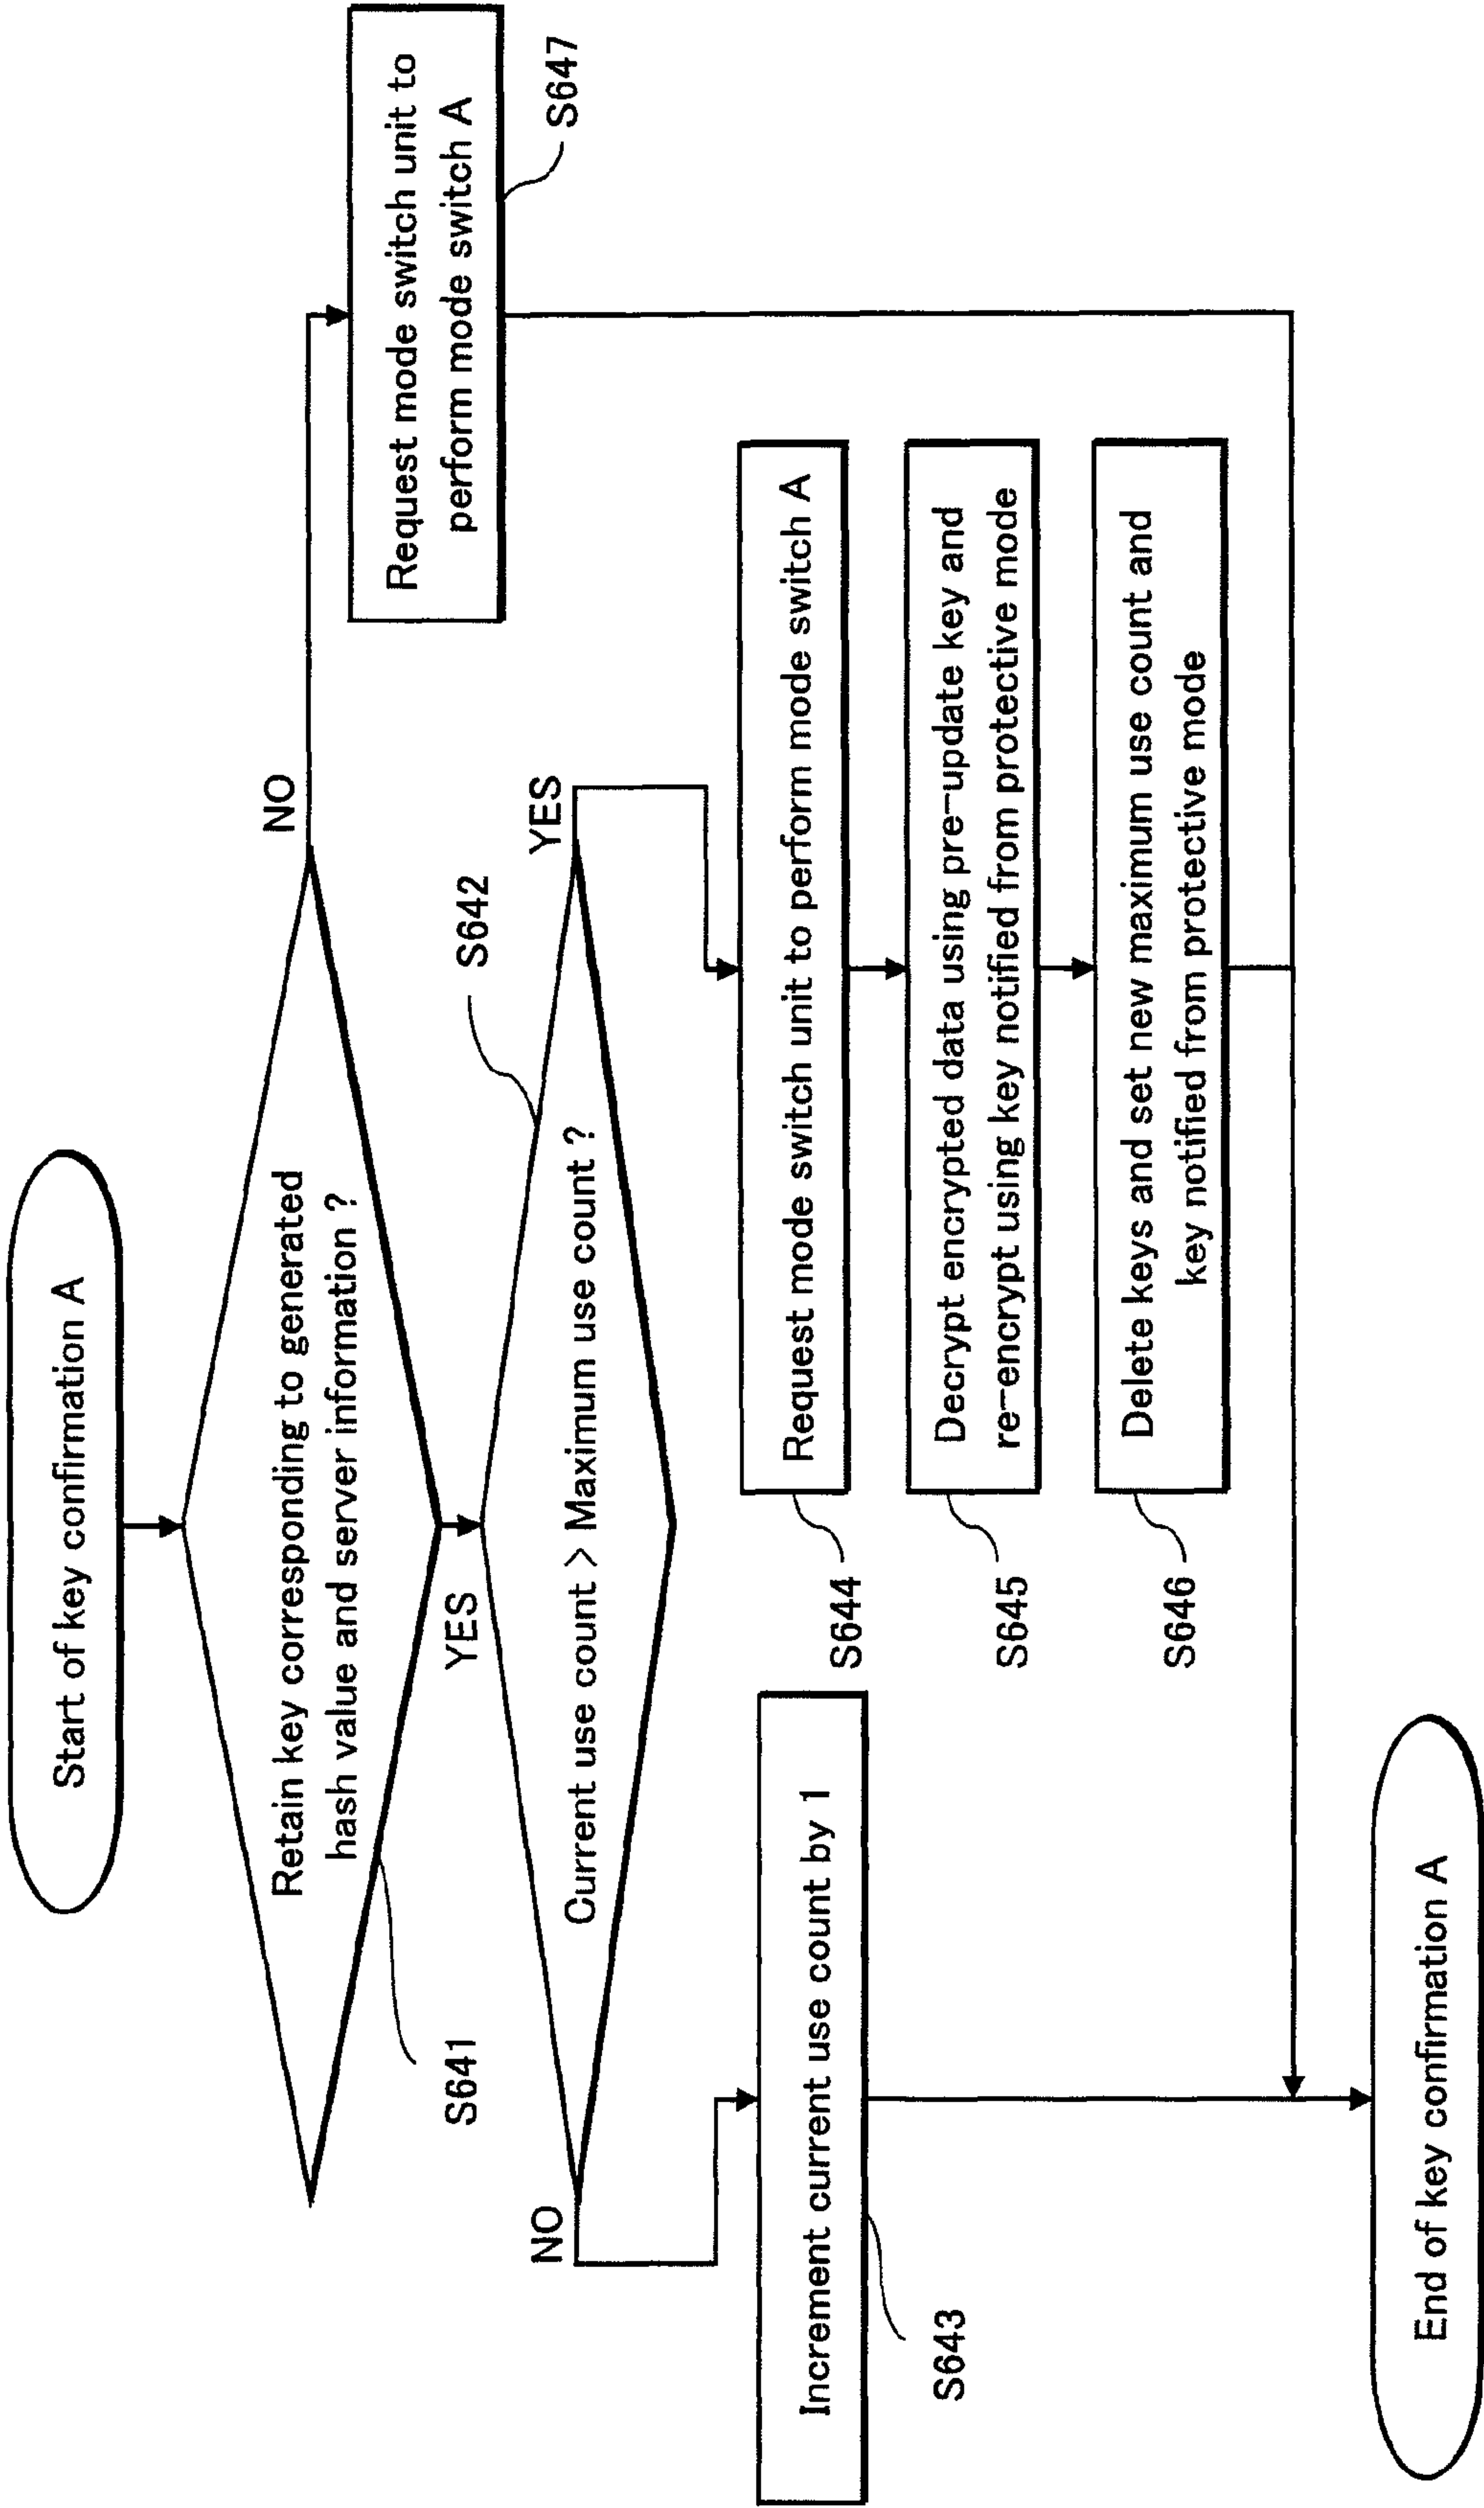 Start of key confirmation A
Retain key corresponding to generated
hash value and server information ?
S641
NO
YES
Request mode switch unit to
perform mode switch A
S647
S642
Current use count > Maximum use count ?
NO
YES
Increment current use count by 1
S643
Request mode switch unit to perform mode switch A
S644
Decrypt encrypted data using pre-update key and
re-encrypt using key notified from protective mode
S645
Delete keys and set new maximum use count and
key notified from protective mode
S646
End of key confirmation A